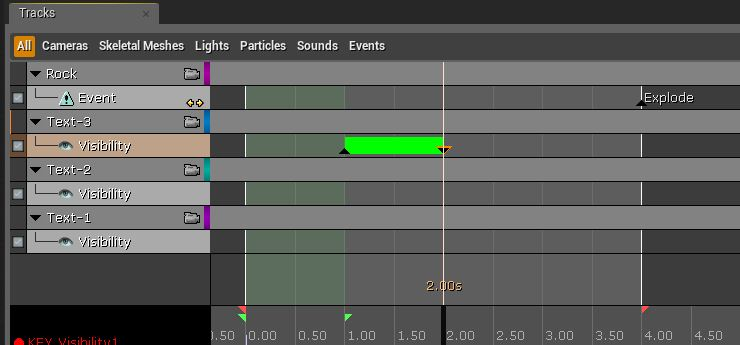 Tracks
All Cameras Skeletal Meshes Lights Particles Sounds Events
Rock
Event
Explode
Text-3
Visibility
Text-2
Visibility
Text-1
Visibility
2.00s
0.50 0.00 0.50 1.00 1.50 2.00 2.50 3.00 3.50 4.00 4.50
KEY_Visibility1